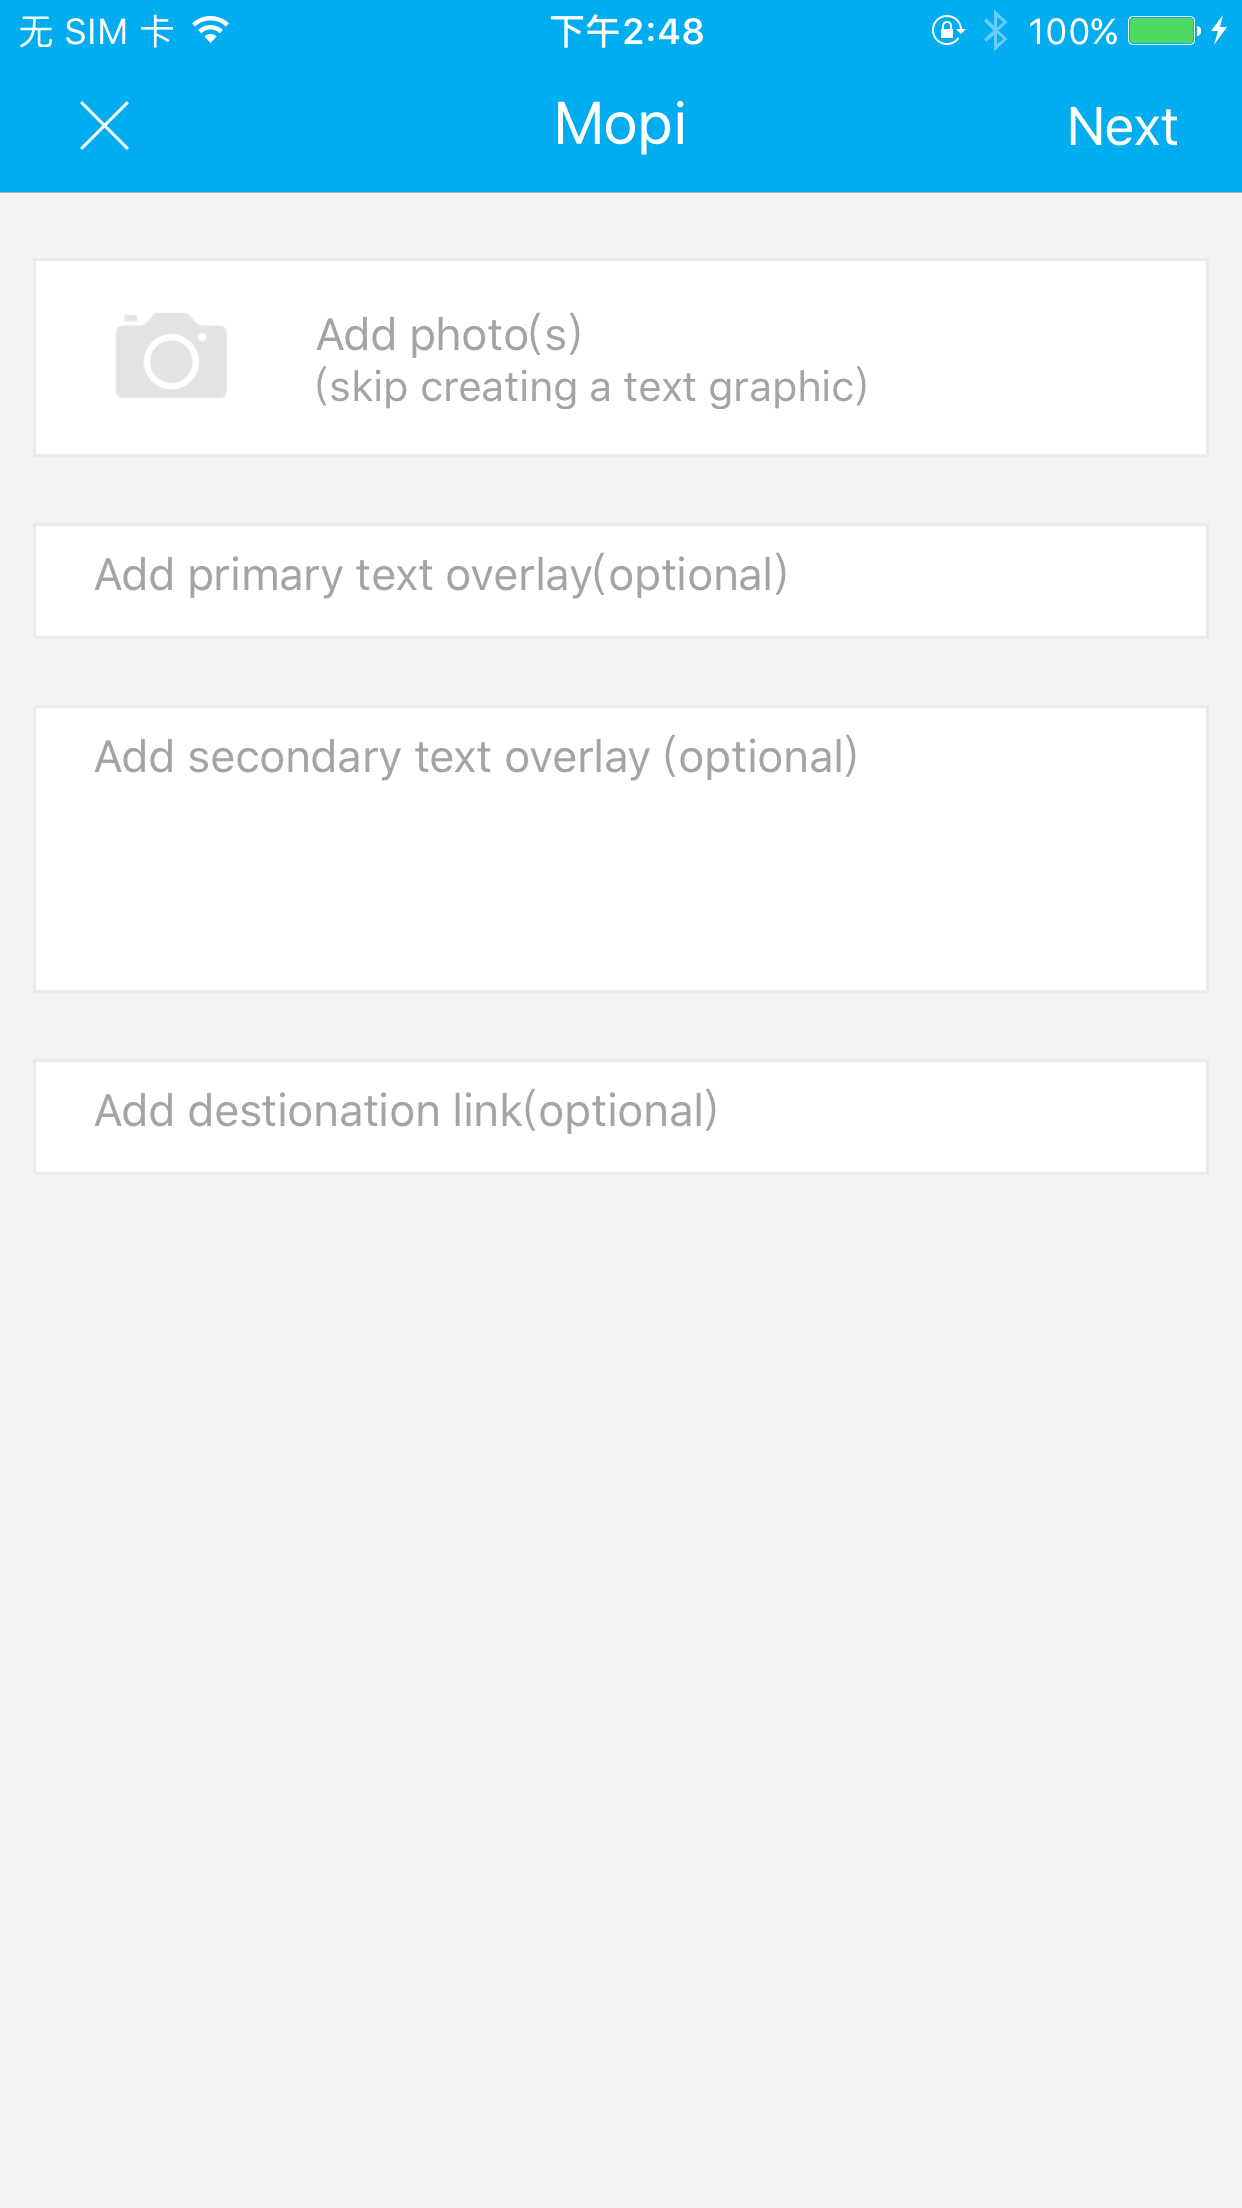 无 SIM 卡 下午2:48 100%
Mopi Next
Add photo(s)
(skip creating a text graphic)
Add primary text overlay(optional)
Add secondary text overlay (optional)
Add destionation link(optional)